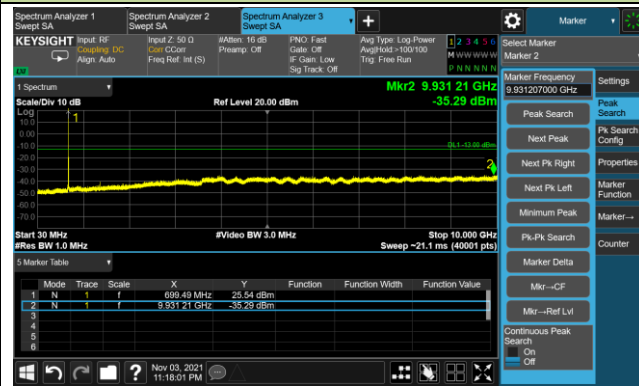 Spectrum Analyzer 1
Swept SA
Spectrum Analyzer 2
Swept SA
Spectrum Analyzer 3
Swept SA
+
Marker
KEYSIGHT
Input: RF
Coupling: DC
Align: Auto
Input Z: 50 Ω
Corr CCorr
Freq Ref: Int (S)
#Atten: 16 dB
Preamp: Off
PNO: Fast
Gate: Off
IF Gain: Low
Sig Track: Off
Avg Type: Log-Power
Avg|Hold:>100/100
Trig: Free Run
1 2 3 4 5 6
M W W W W W
P N N N N N
LXI
Select Marker
Marker 2
1 Spectrum
Mkr2 9.931 21 GHz
-35.29 dBm
Scale/Div 10 dB
Ref Level 20.00 dBm
Log
10.0
0.00
-10.0
-20.0
-30.0
-40.0
-50.0
-60.0
-70.0
1
DL1 -13.00 dBm
2
Start 30 MHz
#Video BW 3.0 MHz
Stop 10.000 GHz
#Res BW 1.0 MHz
Sweep ~21.1 ms (40001 pts)
5 Marker Table
Mode Trace Scale X Y Function Function Width Function Value
1 N 1 f 699.49 MHz 25.54 dBm
2 N 1 f 9.931 21 GHz -35.29 dBm
3
4
5
6
Marker Frequency
9.931207000 GHz
Peak Search
Next Peak
Next Pk Right
Next Pk Left
Minimum Peak
Pk-Pk Search
Marker Delta
Mkr→CF
Mkr→Ref Lvl
Continuous Peak
Search
On
Off
Settings
Peak
Search
Pk Search
Config
Properties
Marker
Function
Marker→
Counter
?
Nov 03, 2021
11:18:01 PM